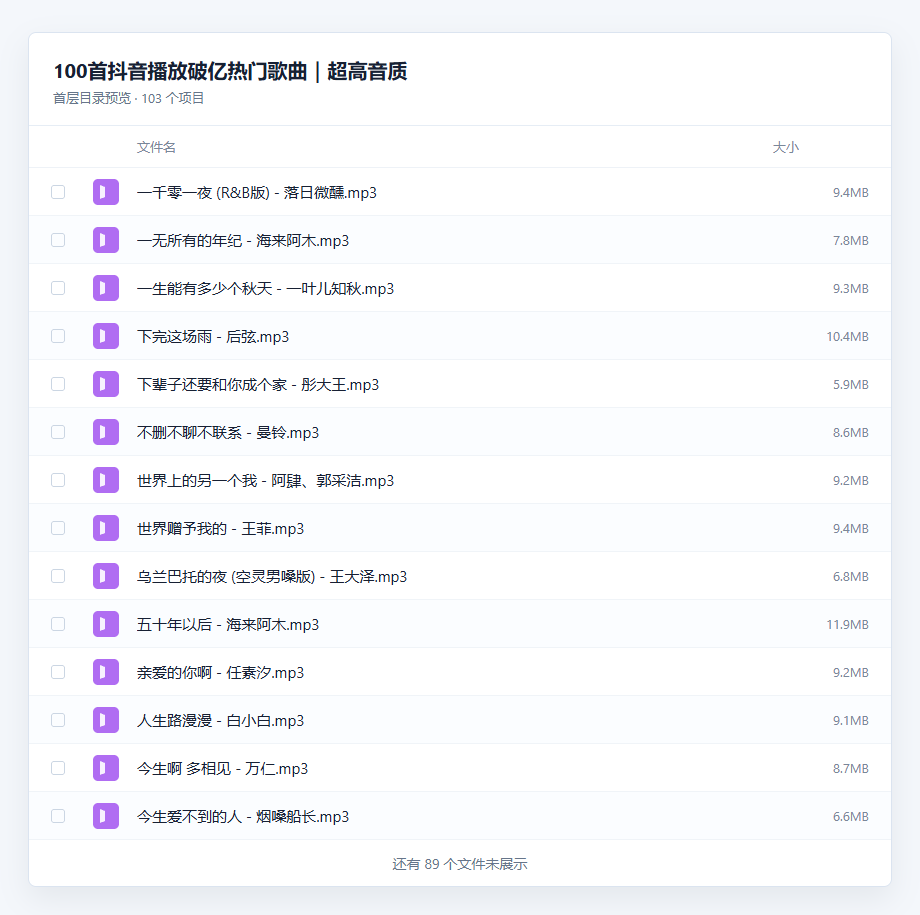 100首抖音播放破亿热门歌曲｜超高音质
首层目录预览 · 103 个项目
文件名 大小
一千零一夜 (R&B版) - 落日微醺.mp3 9.4MB
一无所有的年纪 - 海来阿木.mp3 7.8MB
一生能有多少个秋天 - 一叶儿知秋.mp3 9.3MB
下完这场雨 - 后弦.mp3 10.4MB
下辈子还要和你成个家 - 彤大王.mp3 5.9MB
不删不聊不联系 - 曼铃.mp3 8.6MB
世界上的另一个我 - 阿肆、郭采洁.mp3 9.2MB
世界赠予我的 - 王菲.mp3 9.4MB
乌兰巴托的夜 (空灵男嗓版) - 王大泽.mp3 6.8MB
五十年以后 - 海来阿木.mp3 11.9MB
亲爱的你啊 - 任素汐.mp3 9.2MB
人生路漫漫 - 白小白.mp3 9.1MB
今生啊 多相见 - 万仁.mp3 8.7MB
今生爱不到的人 - 烟嗓船长.mp3 6.6MB
还有 89 个文件未展示